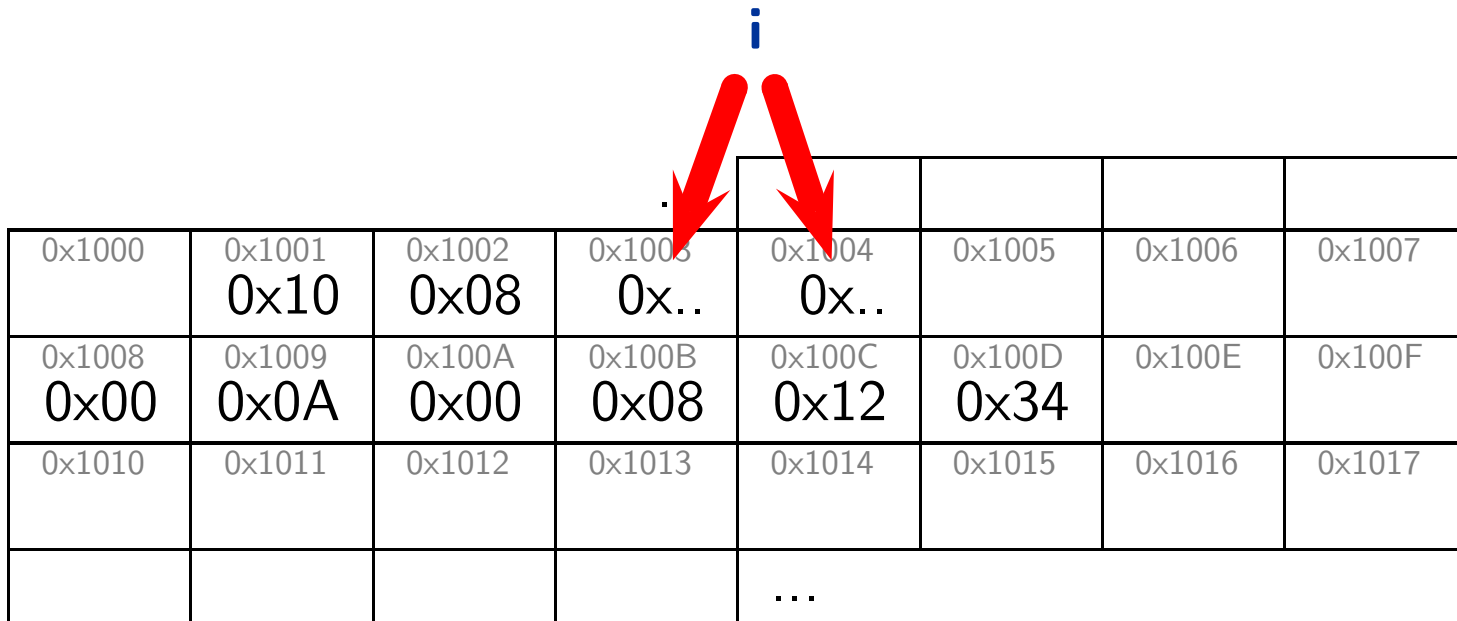 i
.
0x1000 0x1001 0x1002 0x1003 0x1004 0x1005 0x1006 0x1007
0x10 0x08 0x.. 0x..
0x1008 0x1009 0x100A 0x100B 0x100C 0x100D 0x100E 0x100F
0x00 0x0A 0x00 0x08 0x12 0x34
0x1010 0x1011 0x1012 0x1013 0x1014 0x1015 0x1016 0x1017
...